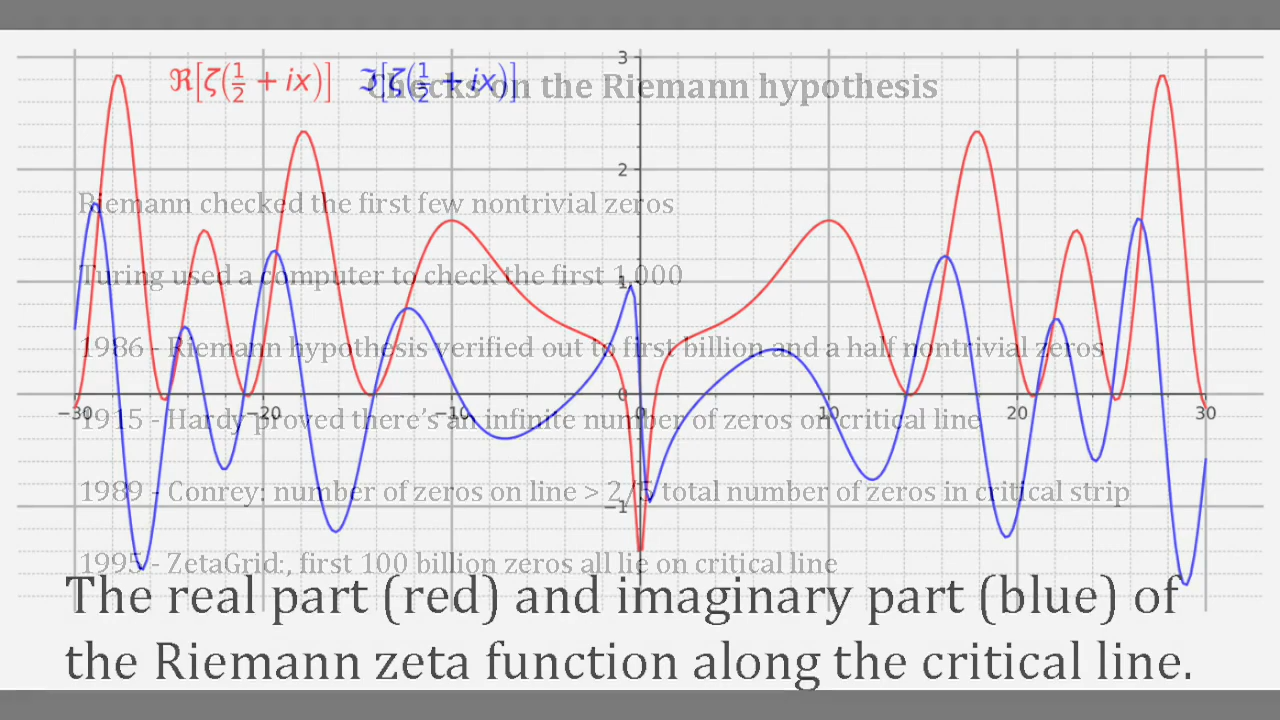 3
ℜ[ζ(1/2 + ix)] ℑ[ζ(1/2 + ix)]
Checks on the Riemann hypothesis
2
Riemann checked the first few nontrivial zeros
Turing used a computer to check the first 1,000
1
1986 - Riemann hypothesis verified out to first billion and a half nontrivial zeros
0
−30 −20 −10 0 10 20 30
1915 - Hardy proved there's an infinite number of zeros on critical line
1989 - Conrey: number of zeros on line > 2/5 total number of zeros in critical strip
−1
1995 - ZetaGrid:, first 100 billion zeros all lie on critical line
The real part (red) and imaginary part (blue) of
the Riemann zeta function along the critical line.